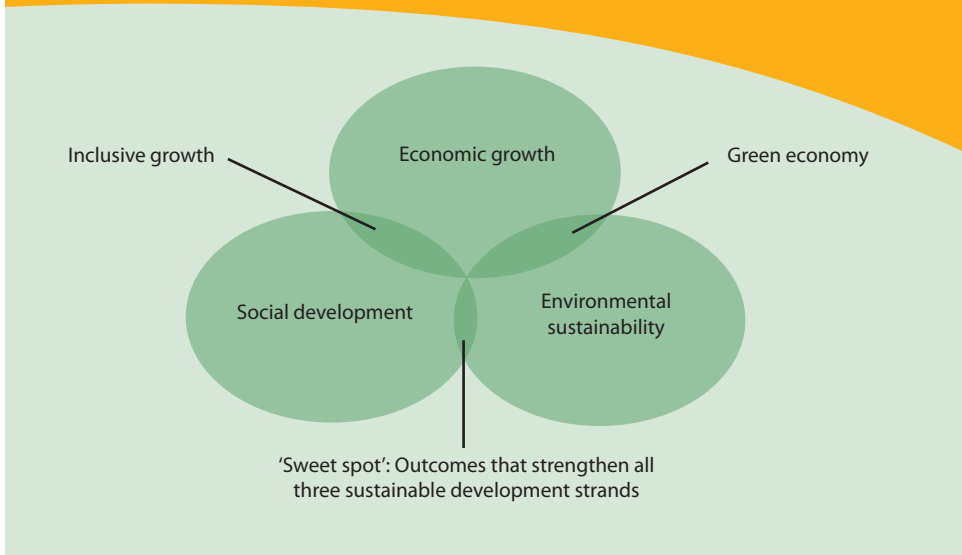 Economic growth
Inclusive growth
Green economy
Social development
Environmental
sustainability
‘Sweet spot’: Outcomes that strengthen all
three sustainable development strands